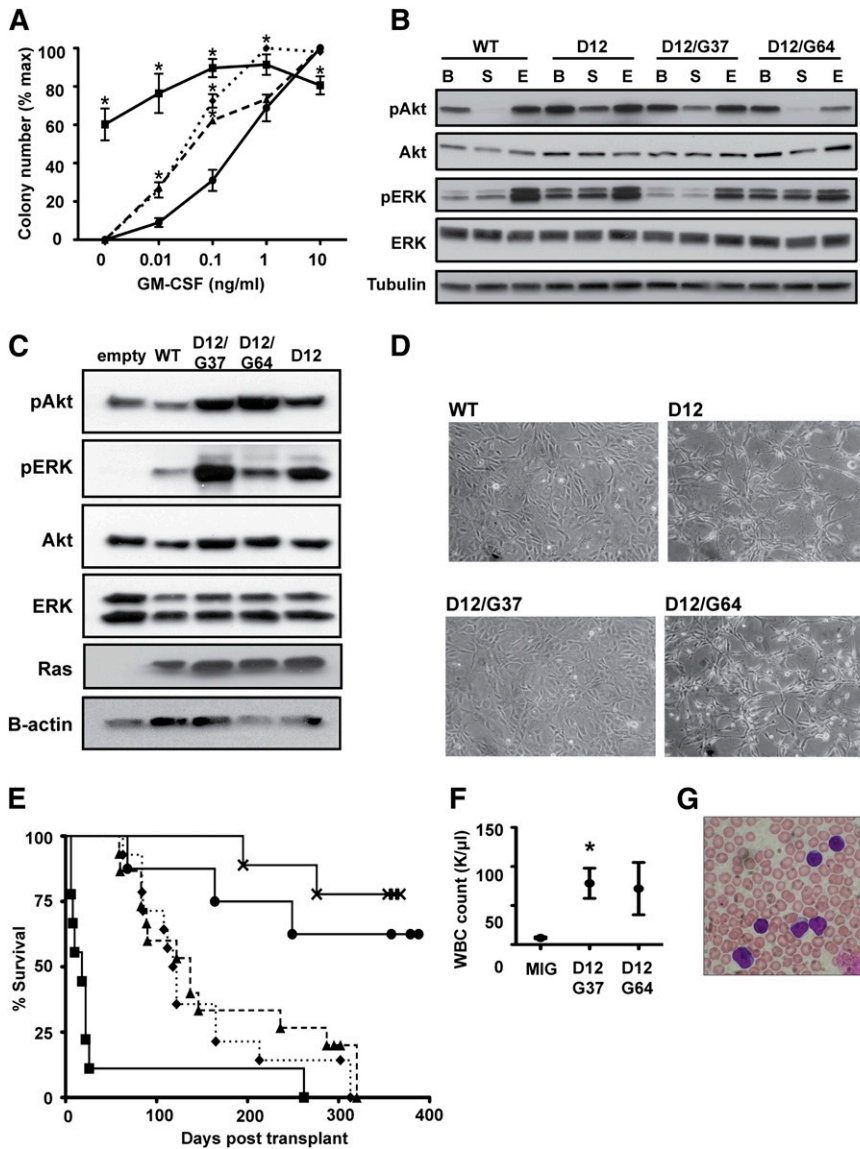 A
Colony number (% max)
100
80
60
40
20
0
* * * * * * * *
0 0.01 0.1 1 10
GM-CSF (ng/ml)
B
WT D12 D12/G37 D12/G64
B S E B S E B S E B S E
pAkt
Akt
pERK
ERK
Tubulin
C
empty WT D12/G37 D12/G64 D12
pAkt
pERK
Akt
ERK
Ras
B-actin
D
WT D12
D12/G37 D12/G64
E
% Survival
100
75
50
25
0
0 100 200 300 400
Days post transplant
F
WBC count (K/µl)
150
100
50
0
*
MIG D12 D12
G37 G64
G